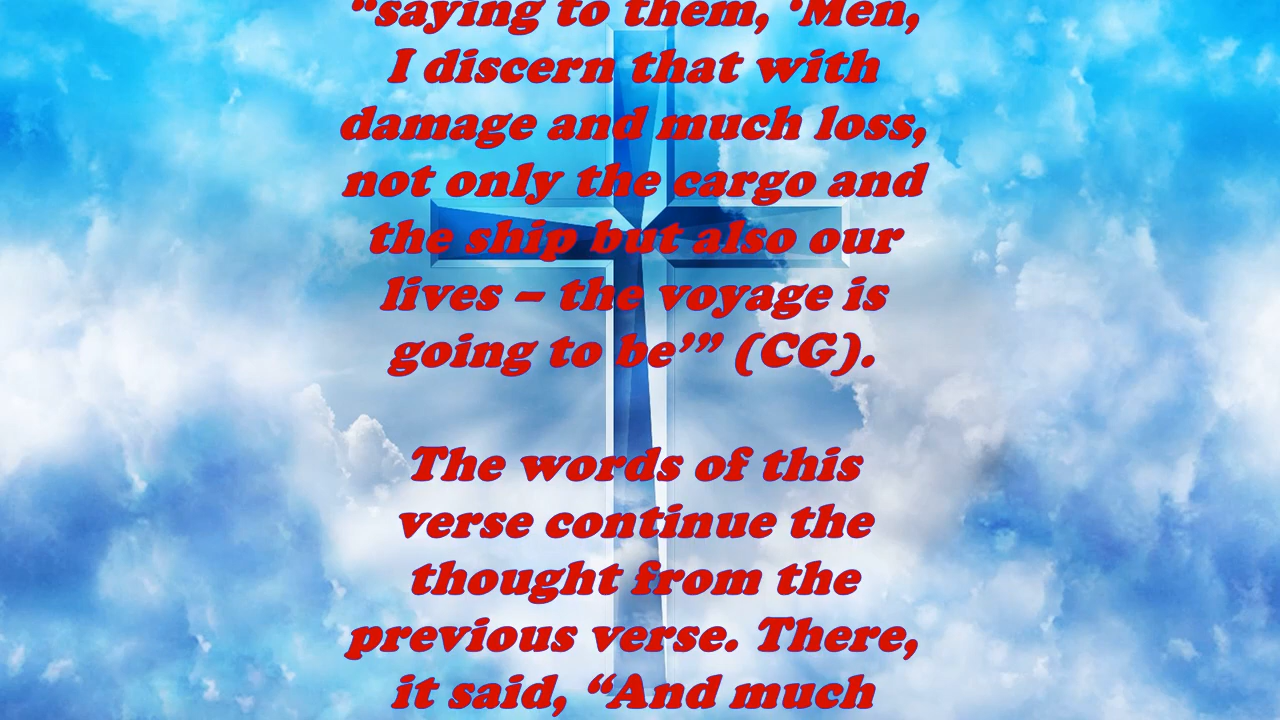 “saying to them, ‘Men,
I discern that with
damage and much loss,
not only the cargo and
the ship but also our
lives – the voyage is
going to be’” (CG).
The words of this
verse continue the
thought from the
previous verse. There,
it said, “And much